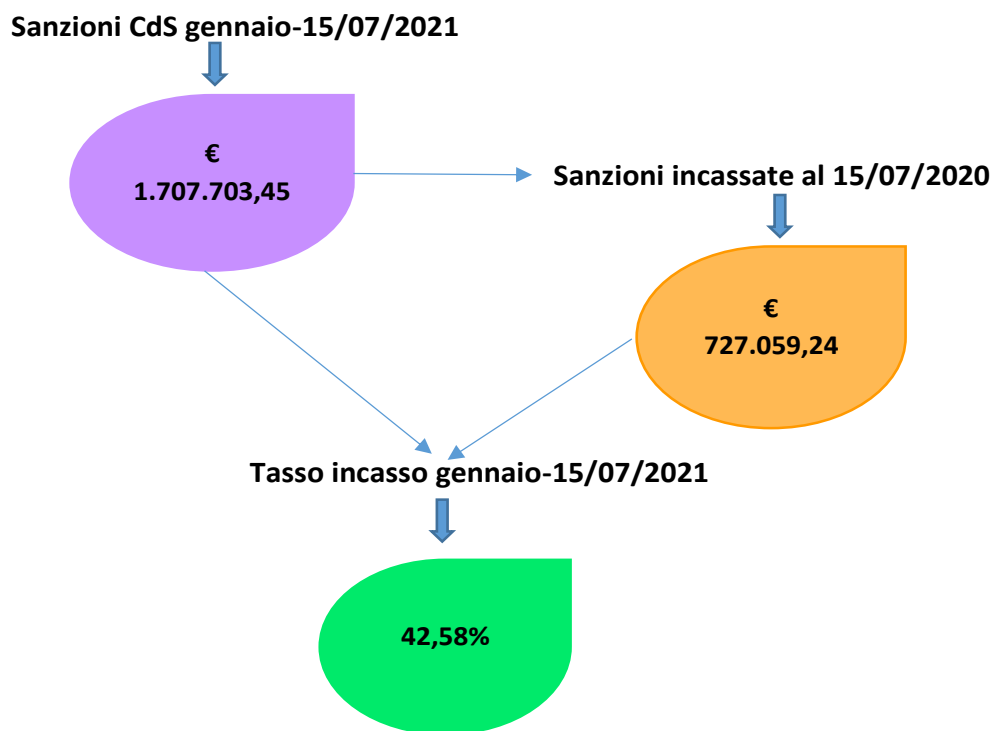 Sanzioni CdS gennaio-15/07/2021
€
1.707.703,45
Sanzioni incassate al 15/07/2020
€
727.059,24
Tasso incasso gennaio-15/07/2021
42,58%